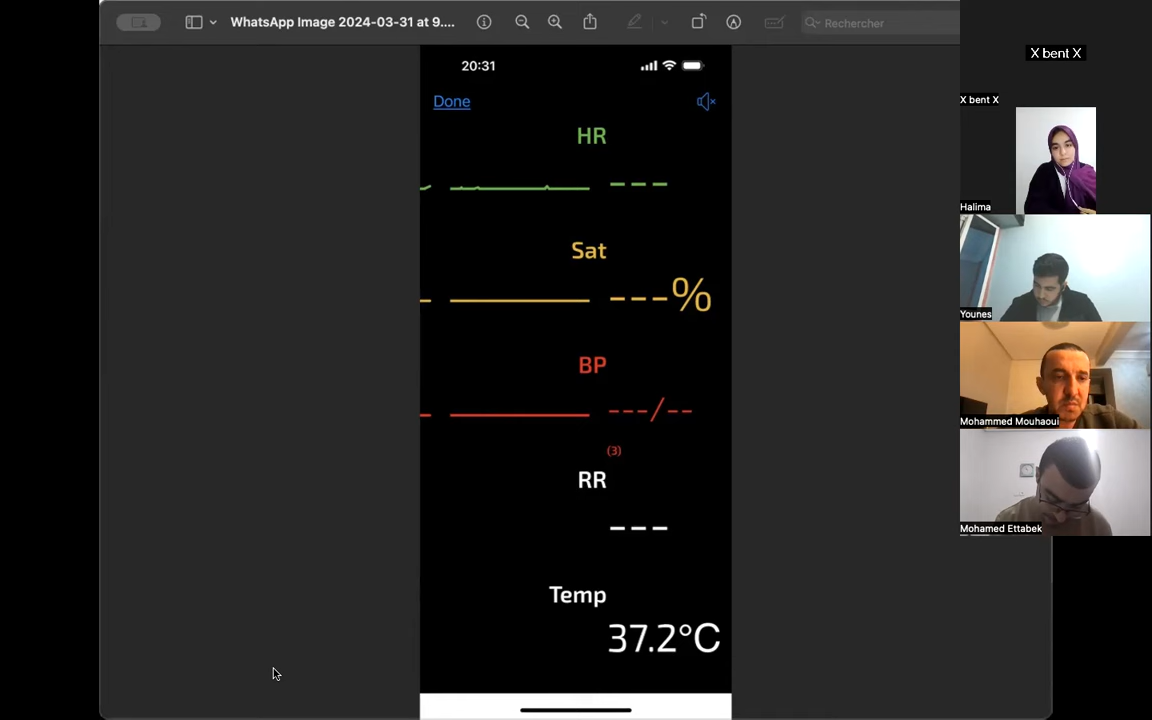 WhatsApp Image 2024-03-31 at 9....
Rechercher
20:31
Done
HR
---
Sat
---%
BP
---/--
(3)
RR
---
Temp
37.2°C
X bent X
X bent X
Halima
Younes
Mohammed Mouhaoui
Mohamed Ettabek